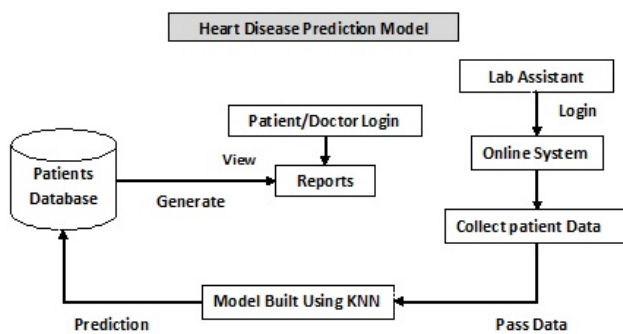 Heart Disease Prediction Model
Lab Assistant
Login
Patient/Doctor Login
Online System
Patients
Database
View
Reports
Generate
Collect patient Data
Model Built Using KNN
Prediction
Pass Data